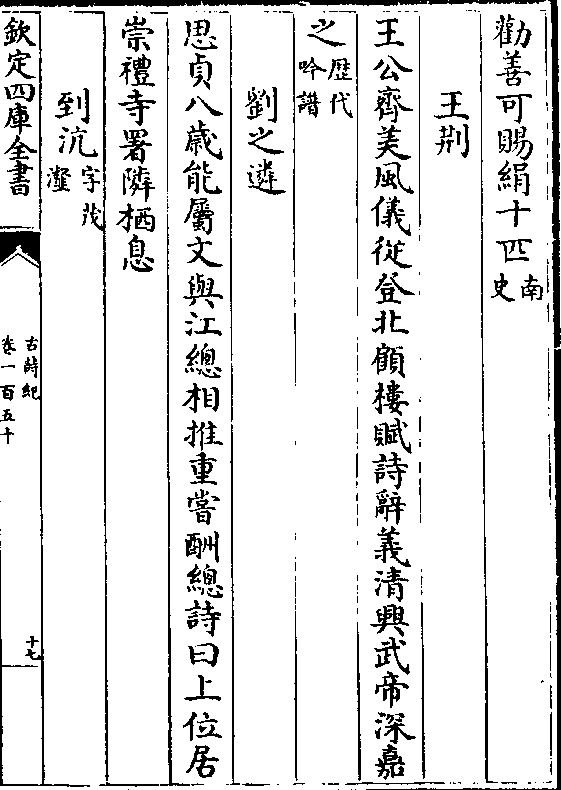 勸善可賜絹十匹南史
王荆
王公齊美風儀從登北顧樓賦詩辭義清興武帝深嘉
之歴代吟譜
劉之遴
思貞八歲能屬文與江總相推重嘗酬總詩曰上位居
崇禮寺署隣栖息
到沆字茂瀣
欽定四庫全書
古詩紀
卷一百五十
十七